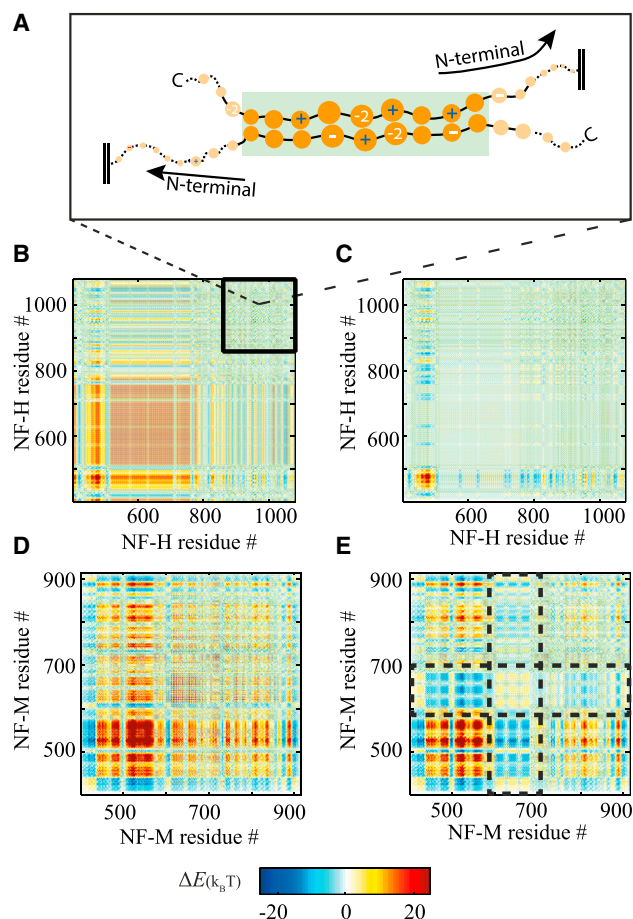 A
N-terminal
C
-2
+
-2
+
-
-
+
-2
-
C
N-terminal
B
C
1000
800
600
NF-H residue #
600 800 1000
NF-H residue #
1000
800
600
NF-H residue #
600 800 1000
NF-H residue #
D
E
900
700
500
NF-M residue #
500 700 900
NF-M residue #
900
700
500
NF-M residue #
500 700 900
NF-M residue #
ΔE(kBT)
-20 0 20